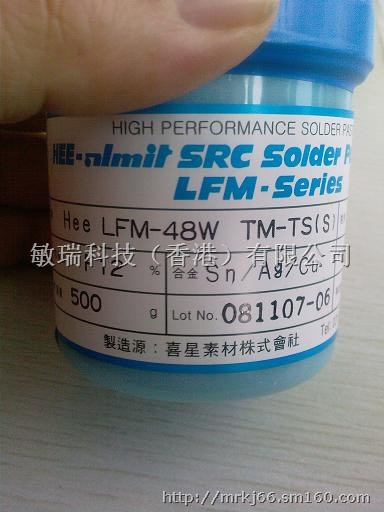 HIGH PERFORMANCE SOLDER PAS
HEE-almit SRC Solder P
LFM-Series
Hee LFM-48W TM-TS(S)
敏瑞科技（香港）有限公司
12 % 合金 Sn/Ag/Cu
500 g Lot No. 081107-06
Tel:
製造源：喜星素材株式會社
http://mrkj66.sm160.com